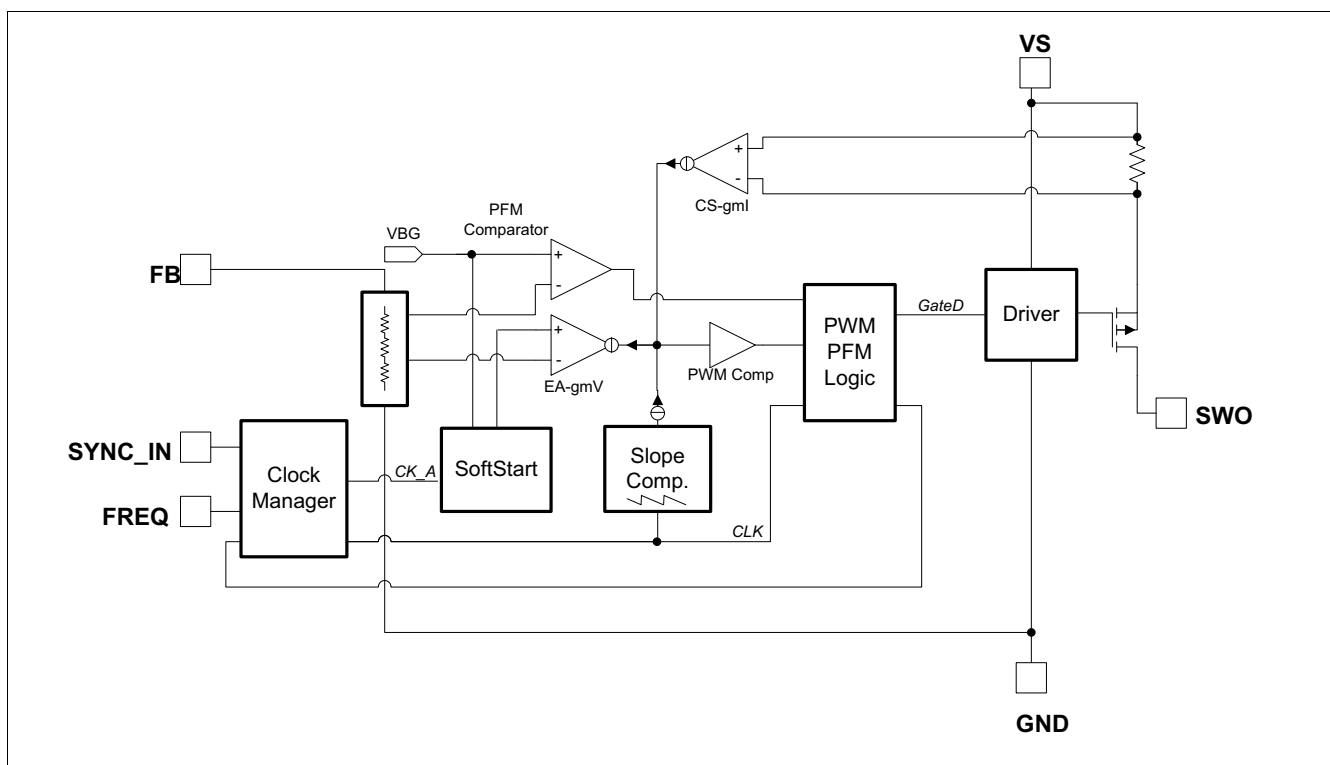 VS
+
-
CS-gmI
PFM
Comparator
VBG
FB
+
-
+
-
EA-gmV
PWM Comp
PWM
PFM
Logic
GateD
Driver
SWO
SYNC_IN
FREQ
Clock
Manager
CK_A
SoftStart
Slope
Comp.
CLK
GND